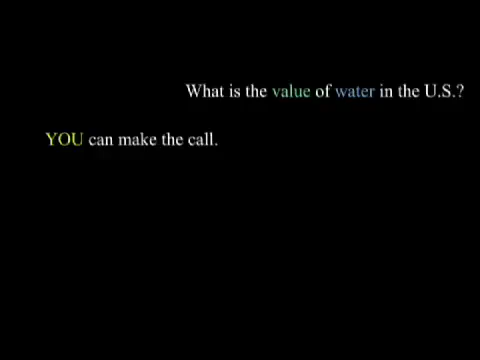 What is the value of water in the U.S.?
YOU can make the call.